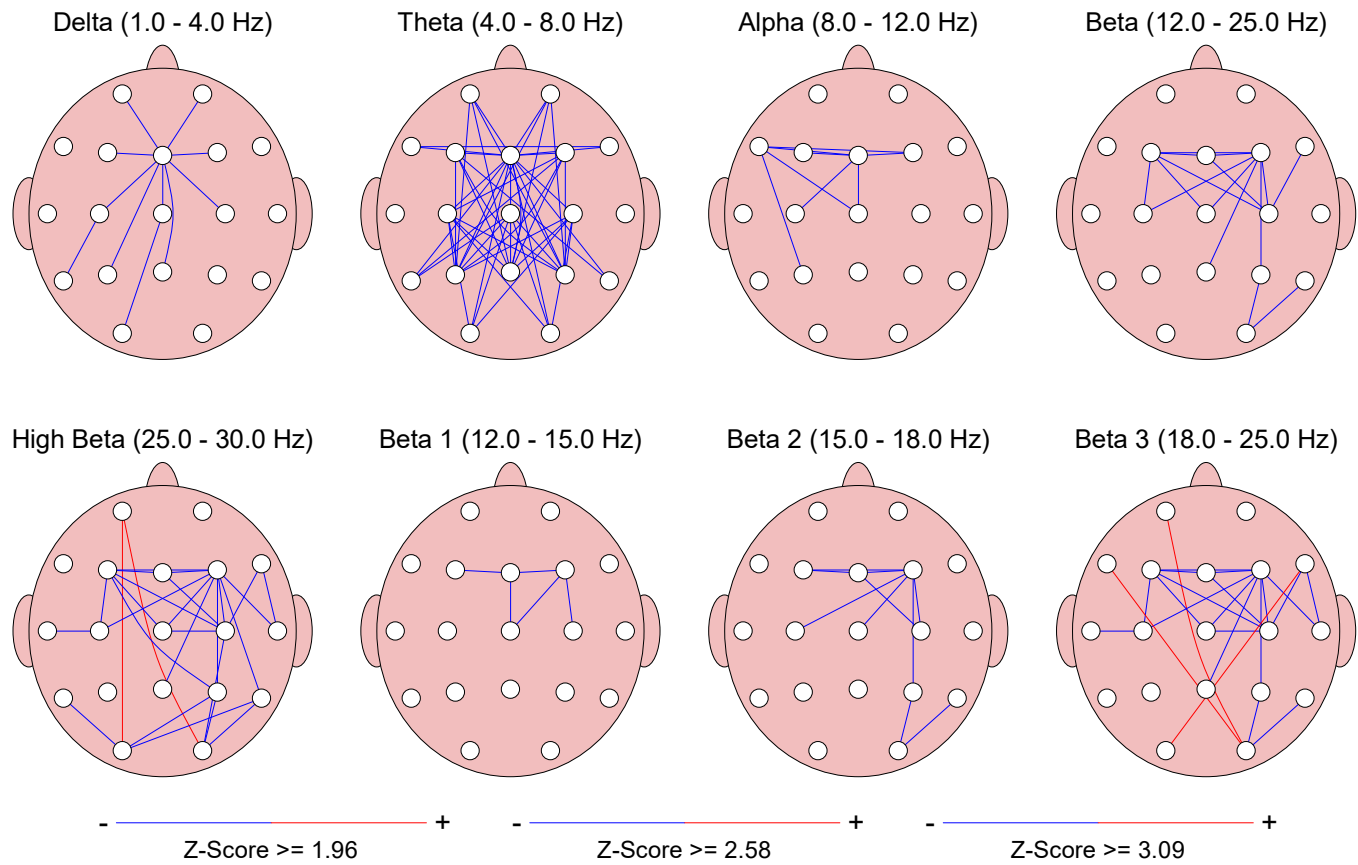 Delta (1.0 - 4.0 Hz)
Theta (4.0 - 8.0 Hz)
Alpha (8.0 - 12.0 Hz)
Beta (12.0 - 25.0 Hz)
High Beta (25.0 - 30.0 Hz)
Beta 1 (12.0 - 15.0 Hz)
Beta 2 (15.0 - 18.0 Hz)
Beta 3 (18.0 - 25.0 Hz)
- +
Z-Score >= 1.96
- +
Z-Score >= 2.58
- +
Z-Score >= 3.09